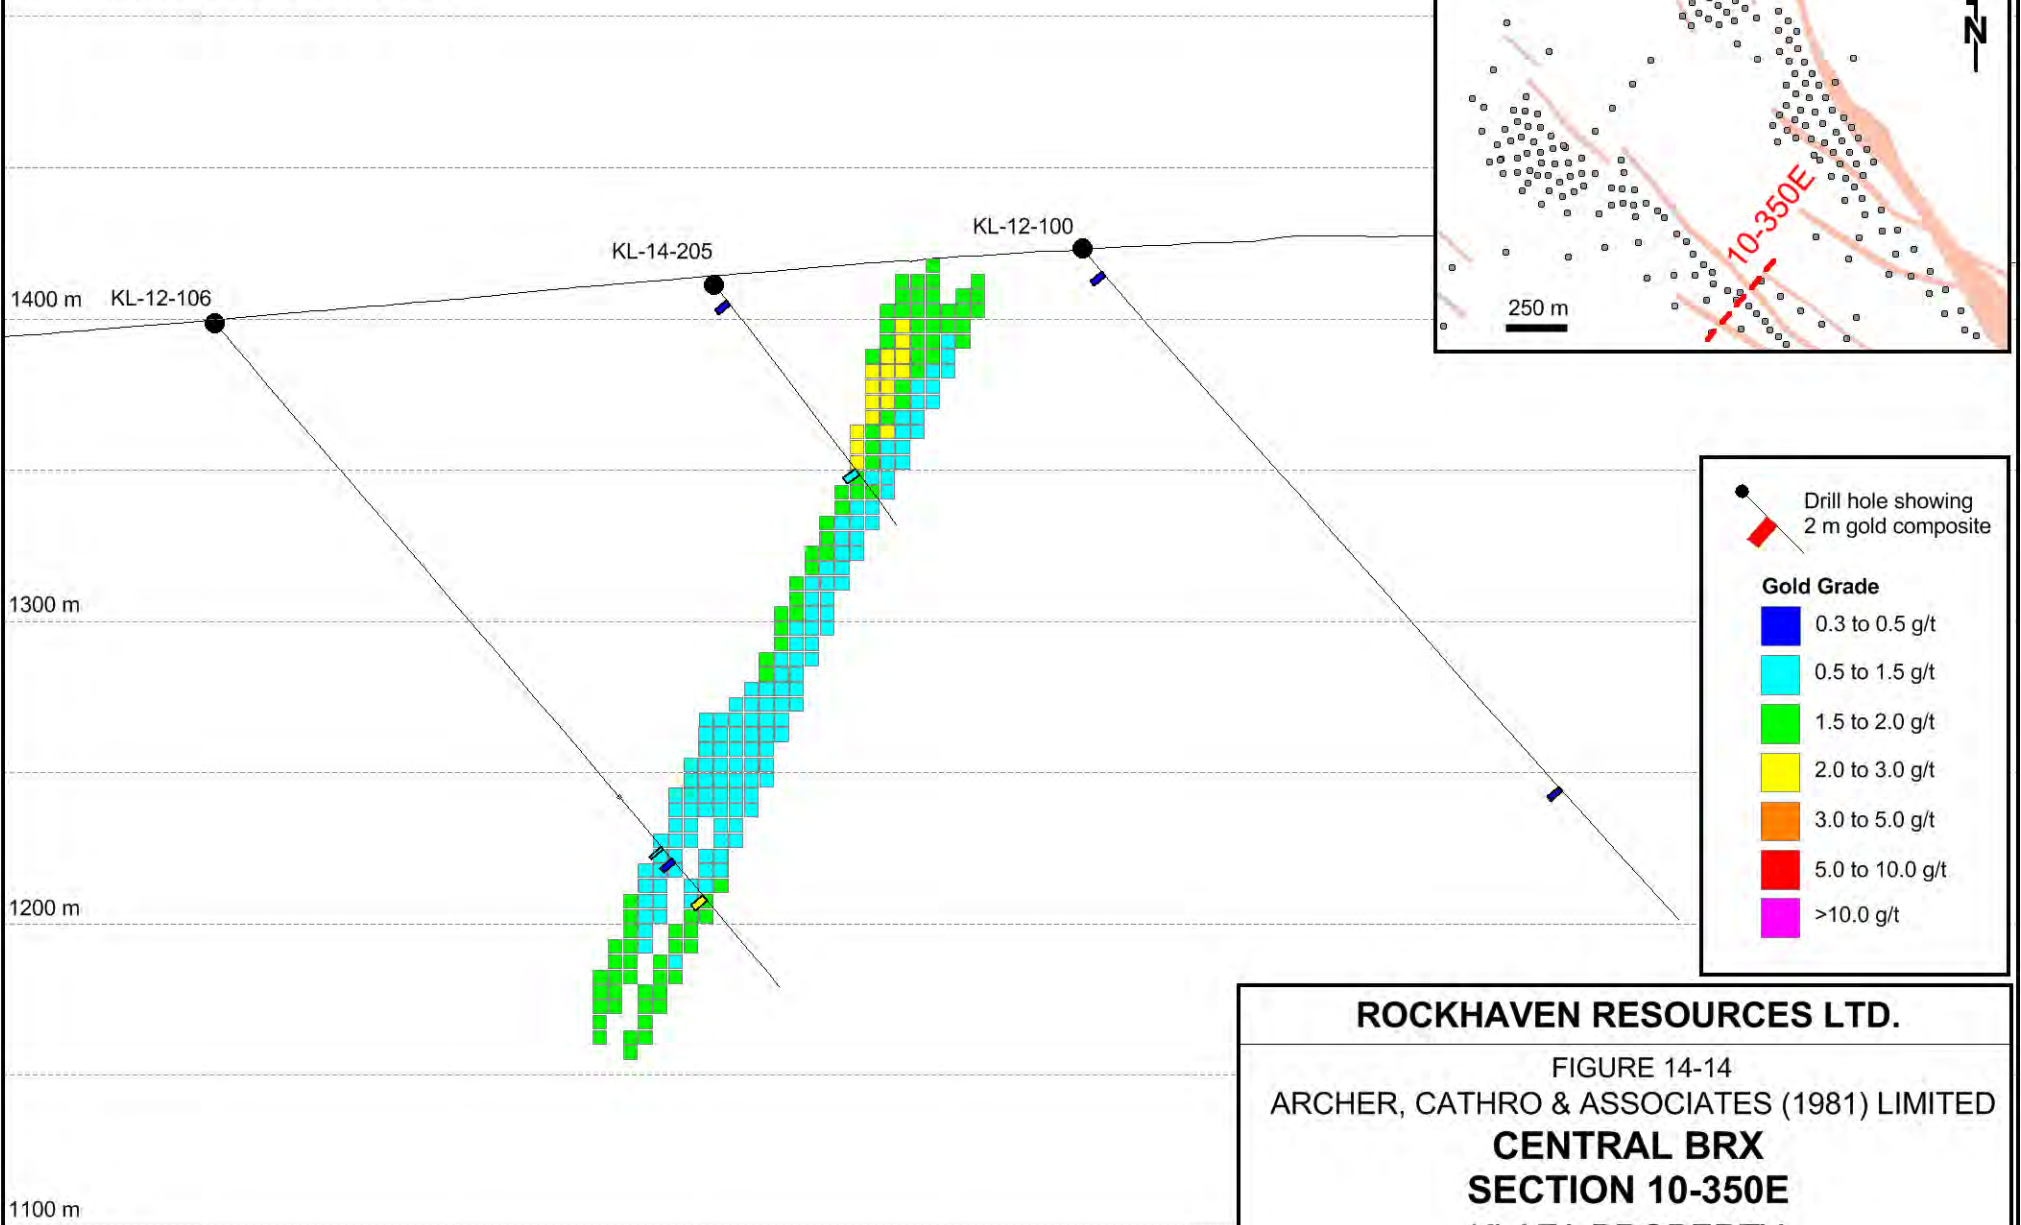 N
10-350E
250 m
KL-12-100
KL-14-205
KL-12-106
1400 m
1300 m
1200 m
1100 m
Drill hole showing
2 m gold composite
Gold Grade
0.3 to 0.5 g/t
0.5 to 1.5 g/t
1.5 to 2.0 g/t
2.0 to 3.0 g/t
3.0 to 5.0 g/t
5.0 to 10.0 g/t
>10.0 g/t
ROCKHAVEN RESOURCES LTD.
FIGURE 14-14
ARCHER, CATHRO & ASSOCIATES (1981) LIMITED
CENTRAL BRX
SECTION 10-350E